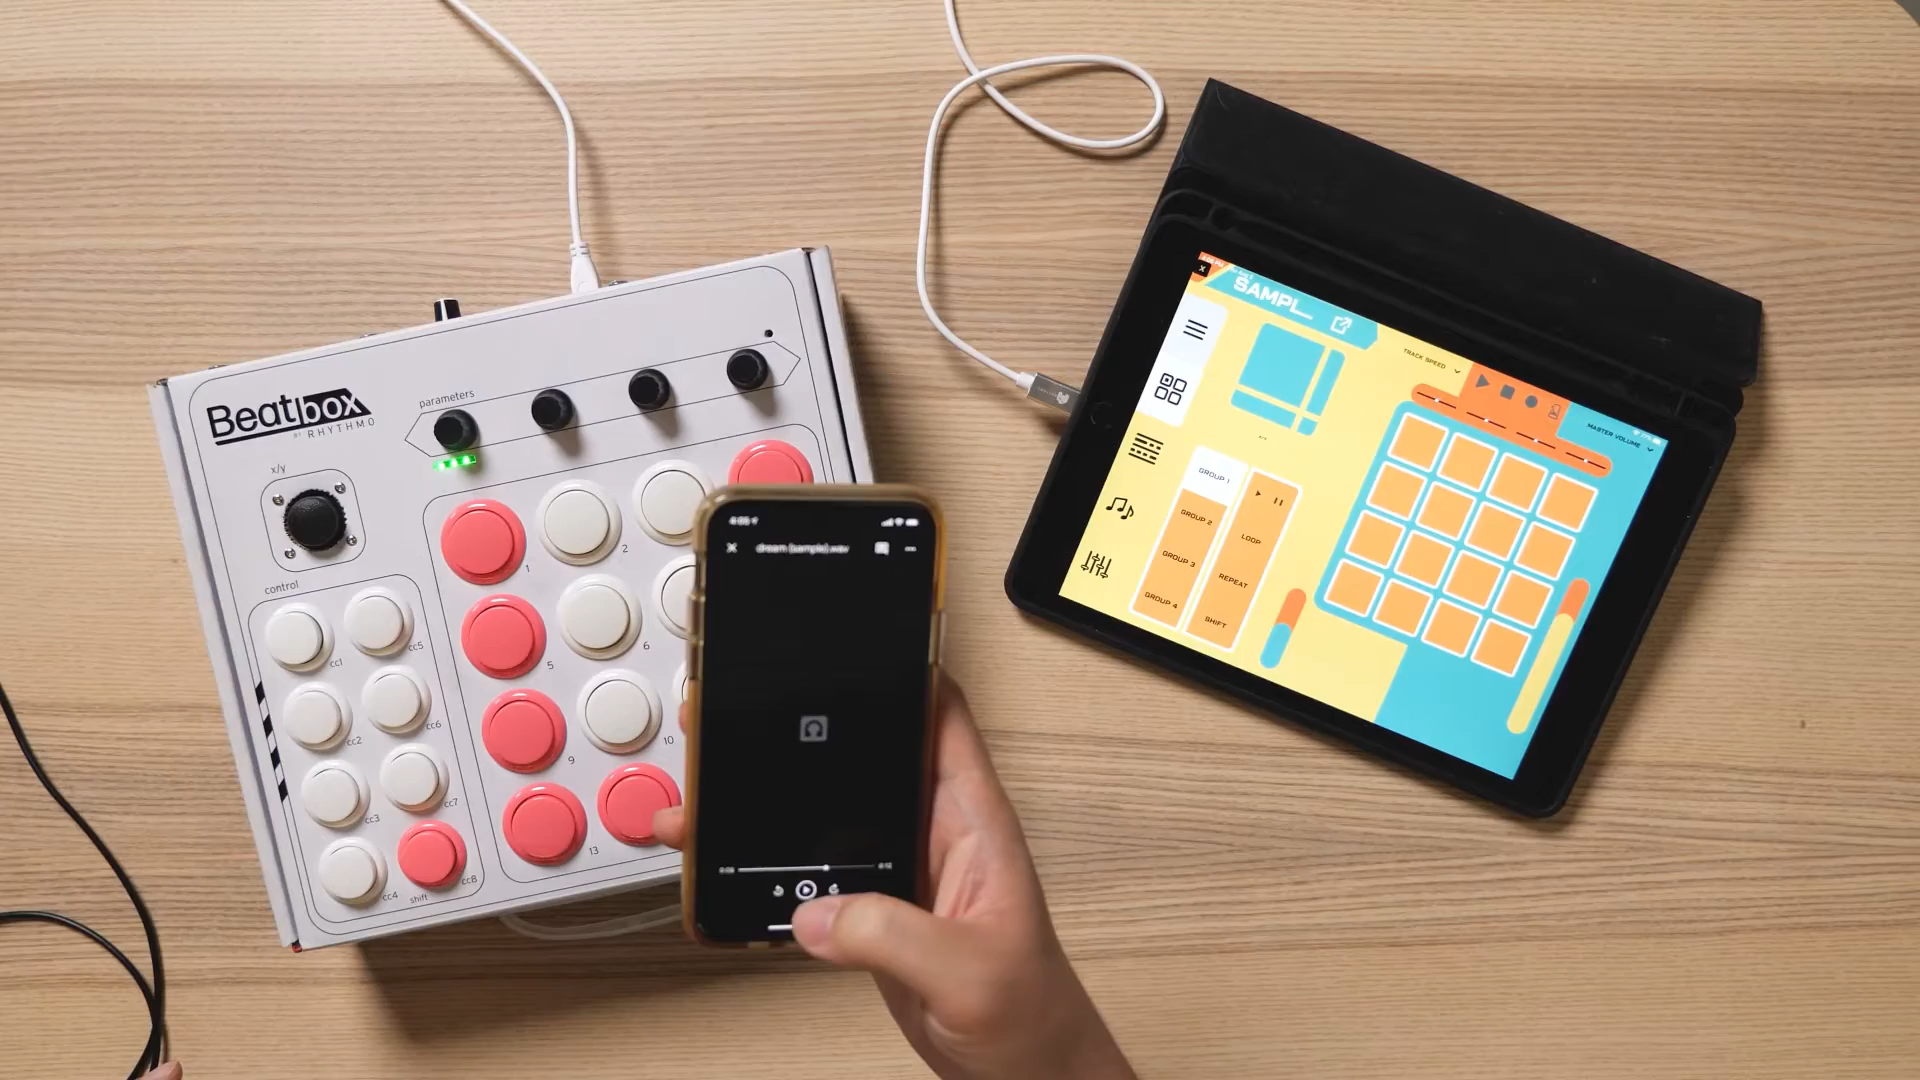 Beat|box
BY RHYTHMO
parameters
x/y
control
cc1
cc5
cc2
cc6
cc3
cc7
cc4
shift
cc8
1
2
5
6
9
10
13
dream (sample).wav
SAMPL
TRACK SPEED
MASTER VOLUME
GROUP 1
GROUP 2
GROUP 3
GROUP 4
LOOP
REPEAT
SHIFT